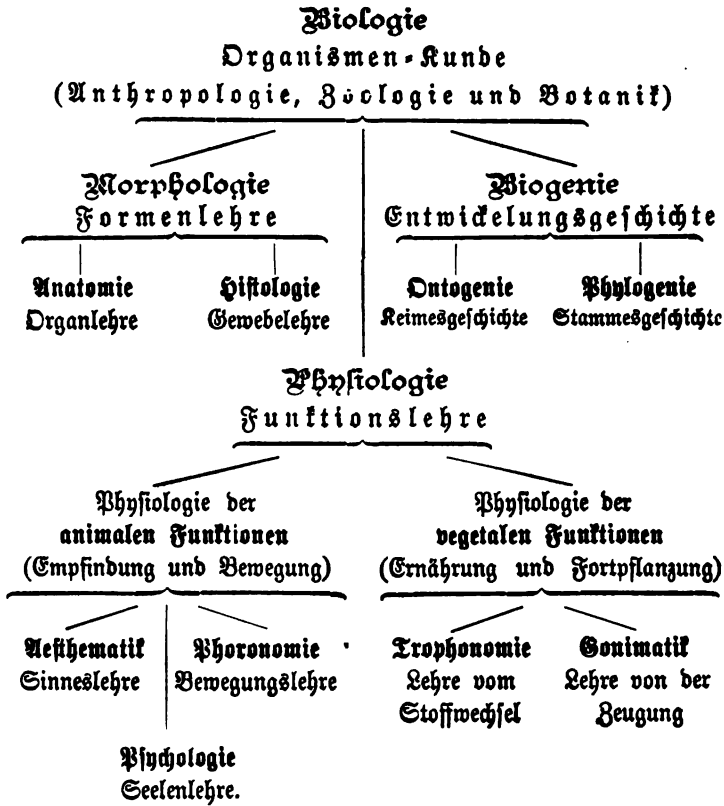 Biologie
Organismen-Kunde
(Anthropologie, Zoologie und Botanik)
Morphologie
Formenlehre
Biogenie
Entwickelungsgeſchichte
Anatomie
Organlehre
Hiſtologie
Gewebelehre
Ontogenie
Keimesgeſchichte
Phylogenie
Stammesgeſchichte
Phyſiologie
Funktionslehre
Phyſiologie der
animalen Funktionen
(Empfindung und Bewegung)
Phyſiologie der
vegetalen Funktionen
(Ernährung und Fortpflanzung)
Aeſthematik
Sinneslehre
Phoronomie
Bewegungslehre
Trophonomie
Lehre vom
Stoffwechſel
Gonimatik
Lehre von der
Zeugung
Pſychologie
Seelenlehre.